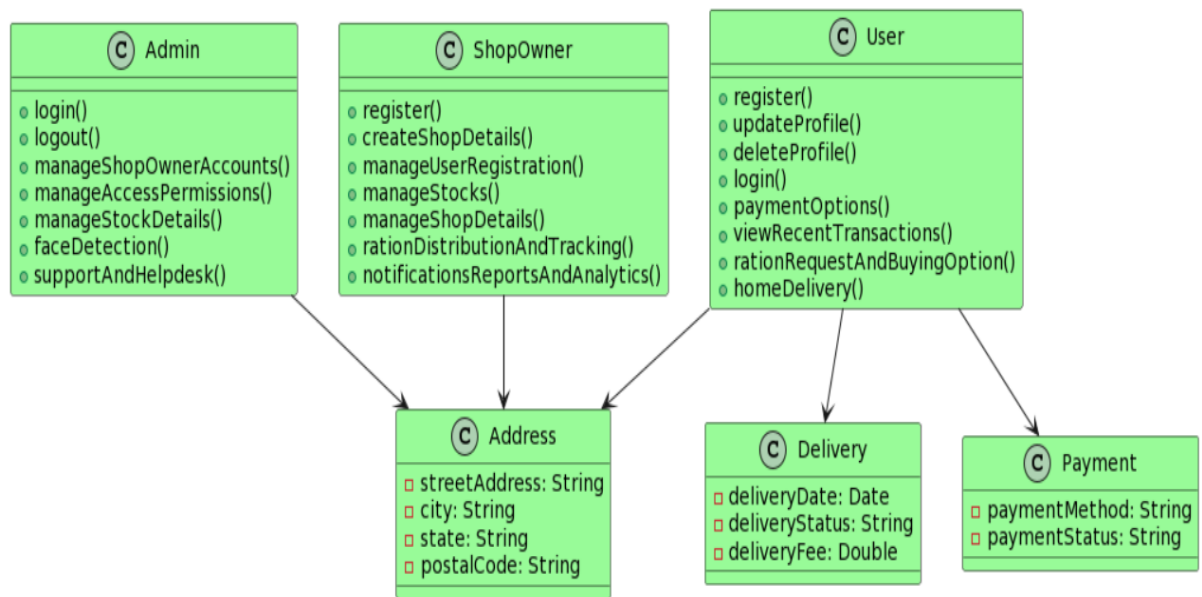 C Admin
login()
logout()
manageShopOwnerAccounts()
manageAccessPermissions()
manageStockDetails()
faceDetection()
supportAndHelpdesk()
C ShopOwner
register()
createShopDetails()
manageUserRegistration()
manageStocks()
manageShopDetails()
rationDistributionAndTracking()
notificationsReportsAndAnalytics()
C User
register()
updateProfile()
deleteProfile()
login()
paymentOptions()
viewRecentTransactions()
rationRequestAndBuyingOption()
homeDelivery()
C Address
streetAddress: String
city: String
state: String
postalCode: String
C Delivery
deliveryDate: Date
deliveryStatus: String
deliveryFee: Double
C Payment
paymentMethod: String
paymentStatus: String